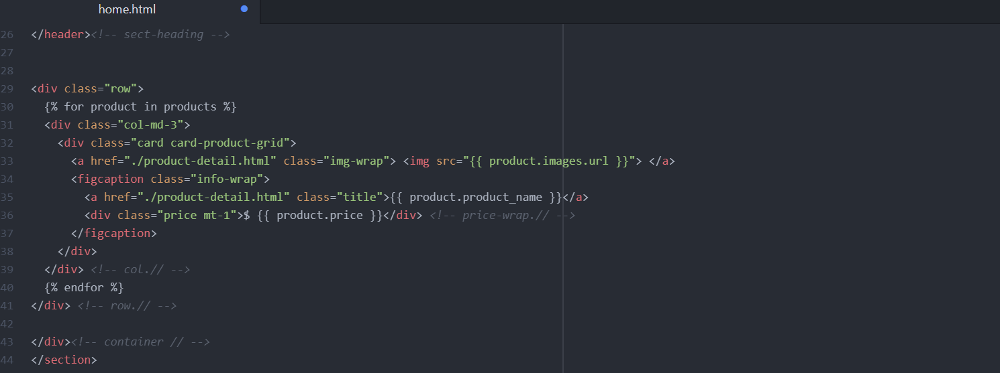 home.html
26 </header><!-- sect-heading -->
27
28
29 <div class="row">
30   {% for product in products %}
31   <div class="col-md-3">
32     <div class="card card-product-grid">
33       <a href="./product-detail.html" class="img-wrap"> <img src="{{ product.images.url }}"> </a>
34       <figcaption class="info-wrap">
35         <a href="./product-detail.html" class="title">{{ product.product_name }}</a>
36         <div class="price mt-1">$ {{ product.price }}</div> <!-- price-wrap.// -->
37       </figcaption>
38     </div>
39   </div> <!-- col.// -->
40   {% endfor %}
41 </div> <!-- row.// -->
42
43 </div><!-- container // -->
44 </section>